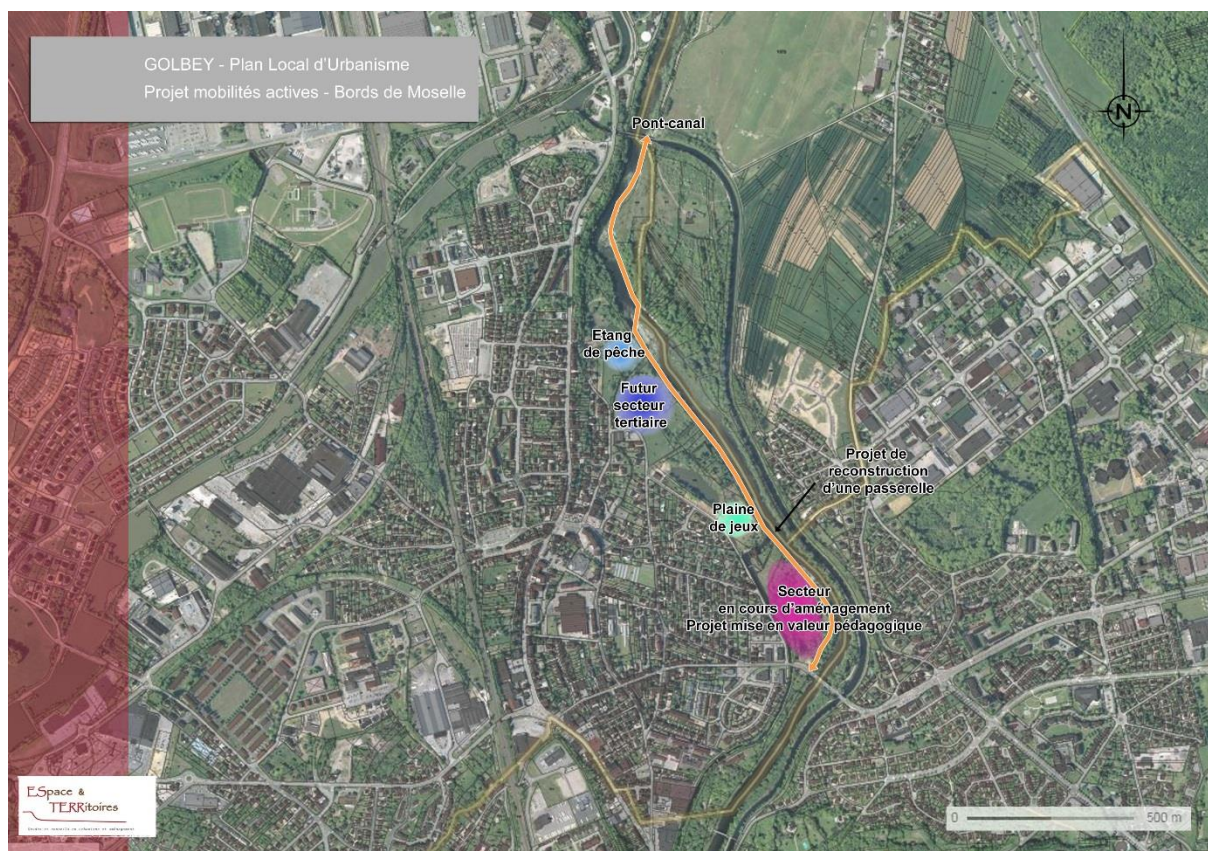 GOLBEY - Plan Local d'Urbanisme
Projet mobilités actives - Bords de Moselle
Pont-canal
N
Etang
de pêche
Futur
secteur
tertiaire
Projet de
reconstruction
d'une passerelle
Plaine
de jeux
Secteur
en cours d'aménagement
Projet mise en valeur pédagogique
ESpace &
TERRitoires
0 500 m